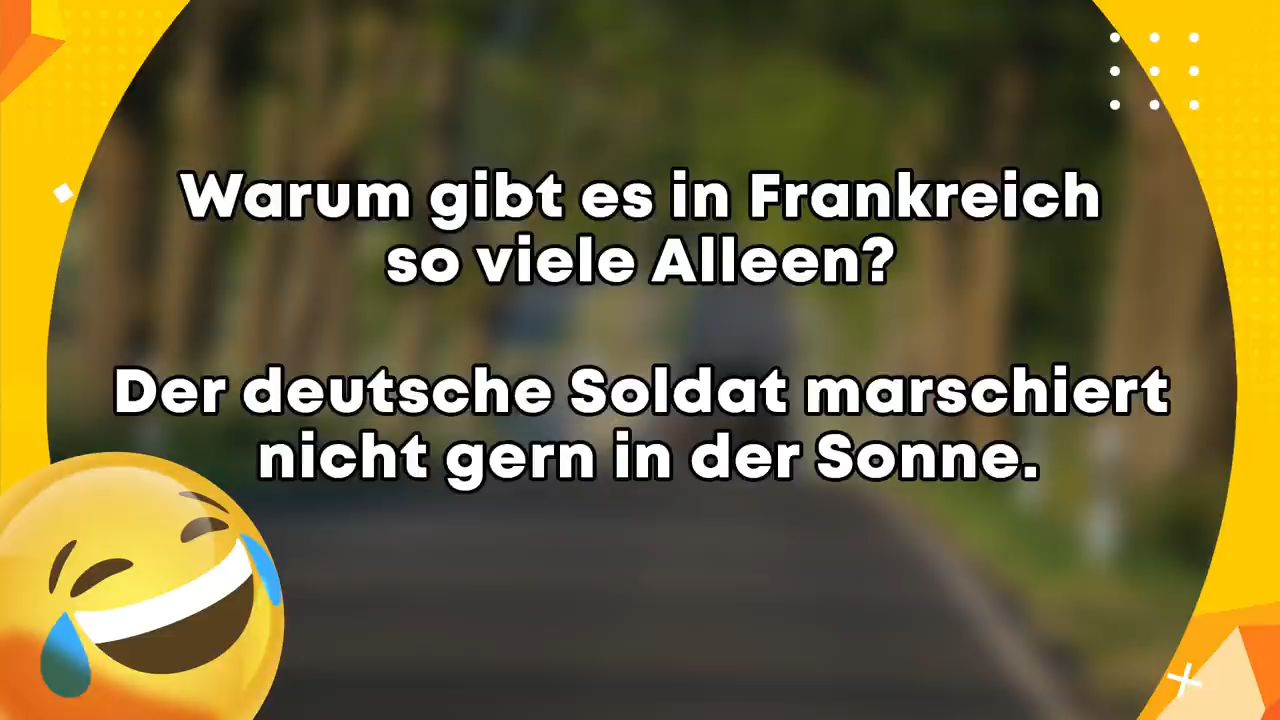 Warum gibt es in Frankreich
so viele Alleen?
Der deutsche Soldat marschiert
nicht gern in der Sonne.